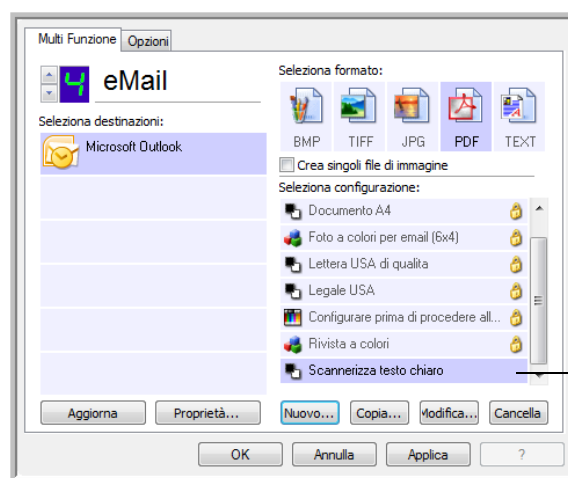 Multi Funzione Opzioni
4 eMail
Seleziona destinazioni:
Microsoft Outlook
Seleziona formato:
BMP TIFF JPG PDF TEXT
Crea singoli file di immagine
Seleziona configurazione:
Documento A4
Foto a colori per email (6x4)
Lettera USA di qualita
Legale USA
Configurare prima di procedere all...
Rivista a colori
Scannerizza testo chiaro
Aggiorna Proprietà... Nuovo... Copia... Modifica... Cancella
OK Annulla Applica ?